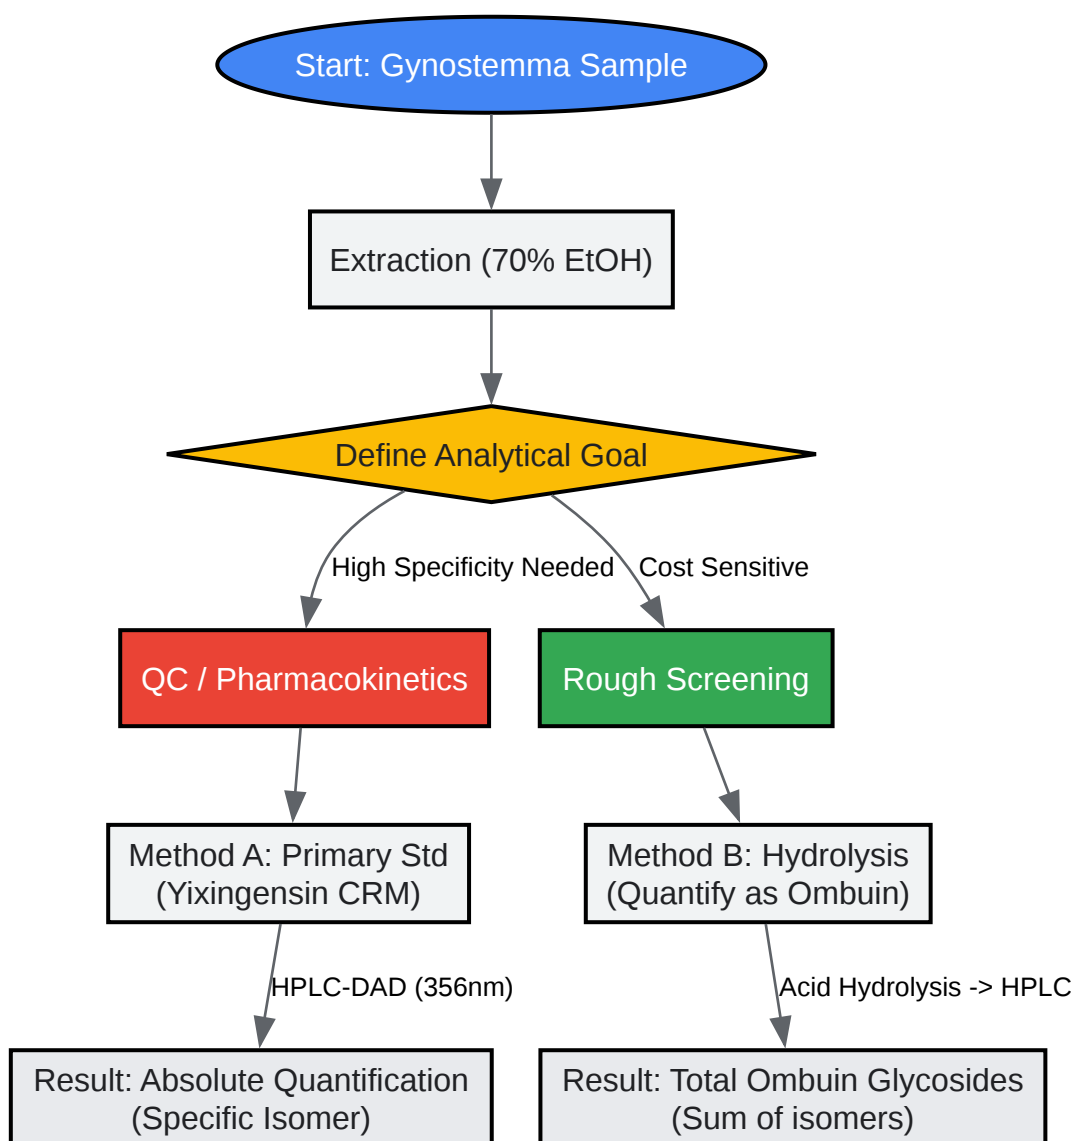 Start: Gynostemma Sample
Extraction (70% EtOH)
Define Analytical Goal
High Specificity Needed
Cost Sensitive
QC / Pharmacokinetics
Rough Screening
Method A: Primary Std
(Yixingensin CRM)
Method B: Hydrolysis
(Quantify as Ombuin)
HPLC-DAD (356nm)
Acid Hydrolysis -> HPLC
Result: Absolute Quantification
(Specific Isomer)
Result: Total Ombuin Glycosides
(Sum of isomers)